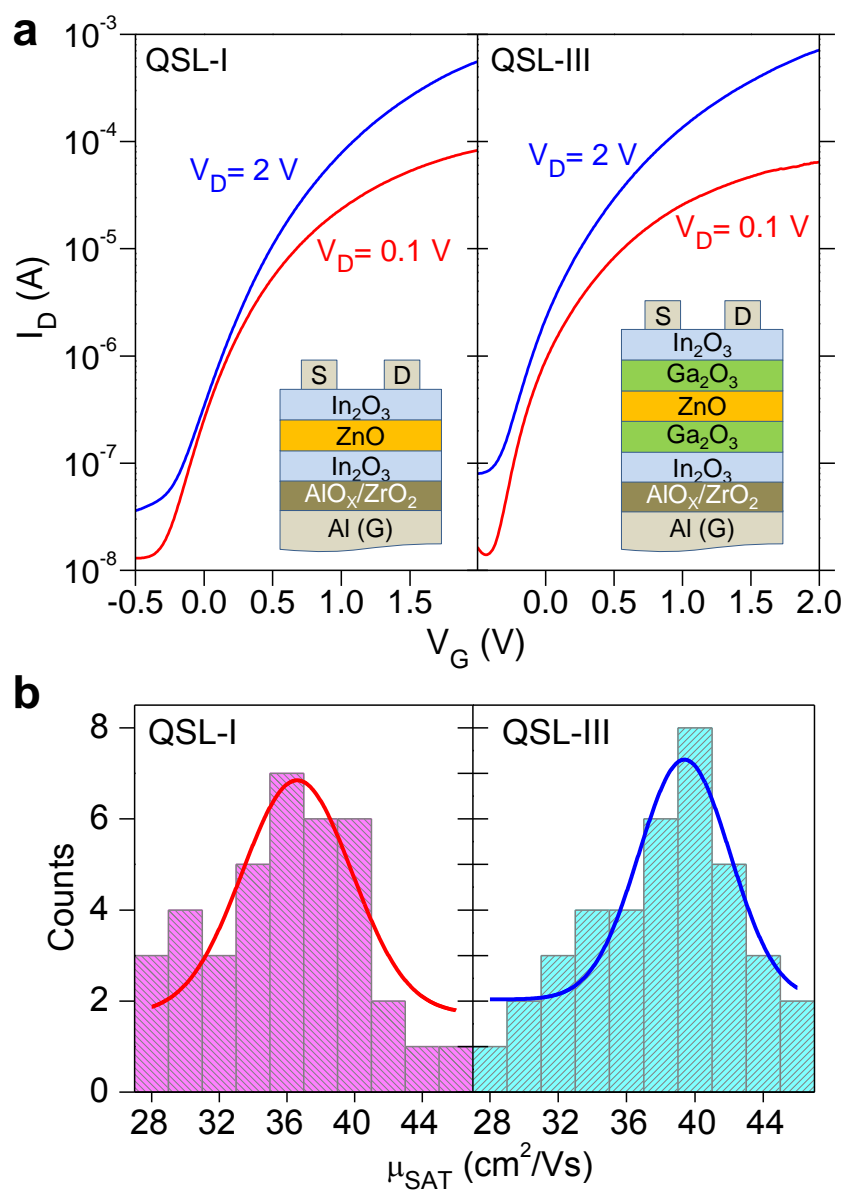 a
QSL-I
QSL-III
V_D= 2 V
V_D= 0.1 V
V_D= 2 V
V_D= 0.1 V
I_D (A)
10^-3
10^-4
10^-5
10^-6
10^-7
10^-8
S D
In₂O₃
ZnO
In₂O₃
AlO_X/ZrO₂
Al (G)
S D
In₂O₃
Ga₂O₃
ZnO
Ga₂O₃
In₂O₃
AlO_X/ZrO₂
Al (G)
-0.5 0.0 0.5 1.0 1.5 0.0 0.5 1.0 1.5 2.0
V_G (V)
b
QSL-I
QSL-III
Counts
8
6
4
2
0
28 32 36 40 44 28 32 36 40 44
μ_SAT (cm²/Vs)